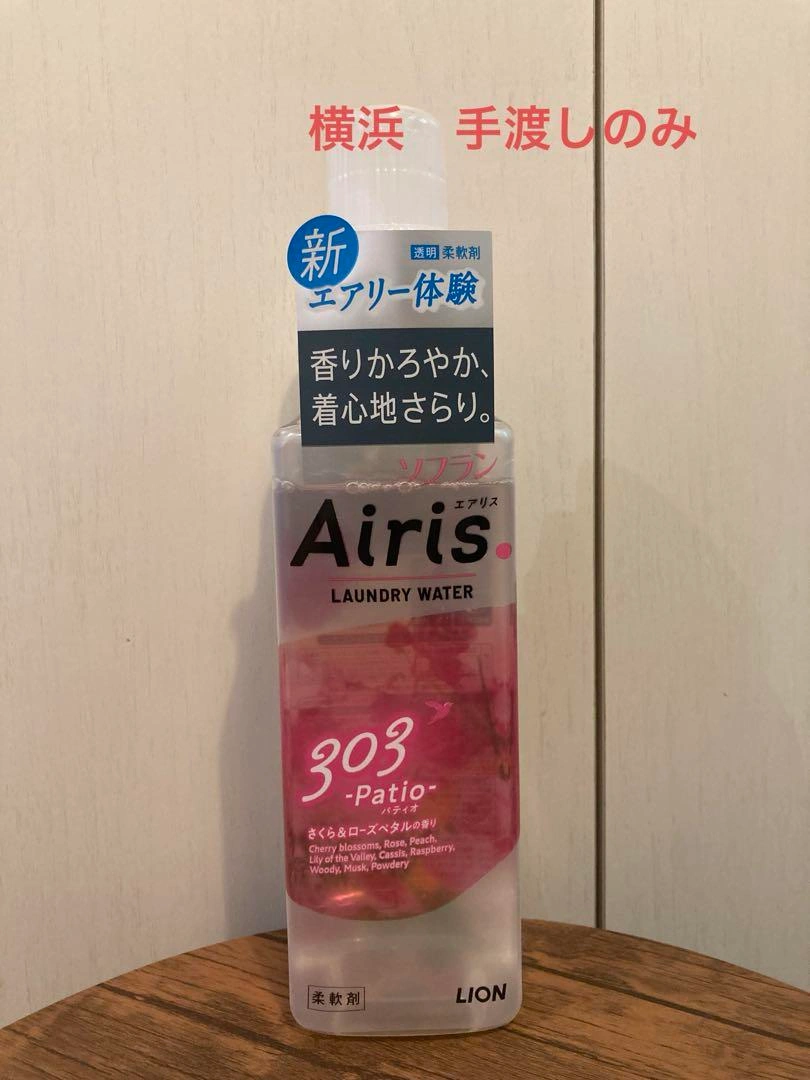 横浜　手渡しのみ
新
透明 柔軟剤
エアリー体験
香りかろやか、
着心地さらり。
ソフラン
Airis.
エアリス
LAUNDRY WATER
303
-Patio-
パティオ
さくら&ローズペタルの香り
Cherry blossoms, Rose, Peach,
Lily of the Valley, Cassis, Raspberry,
Woody, Musk, Powdery
柔軟剤
LION